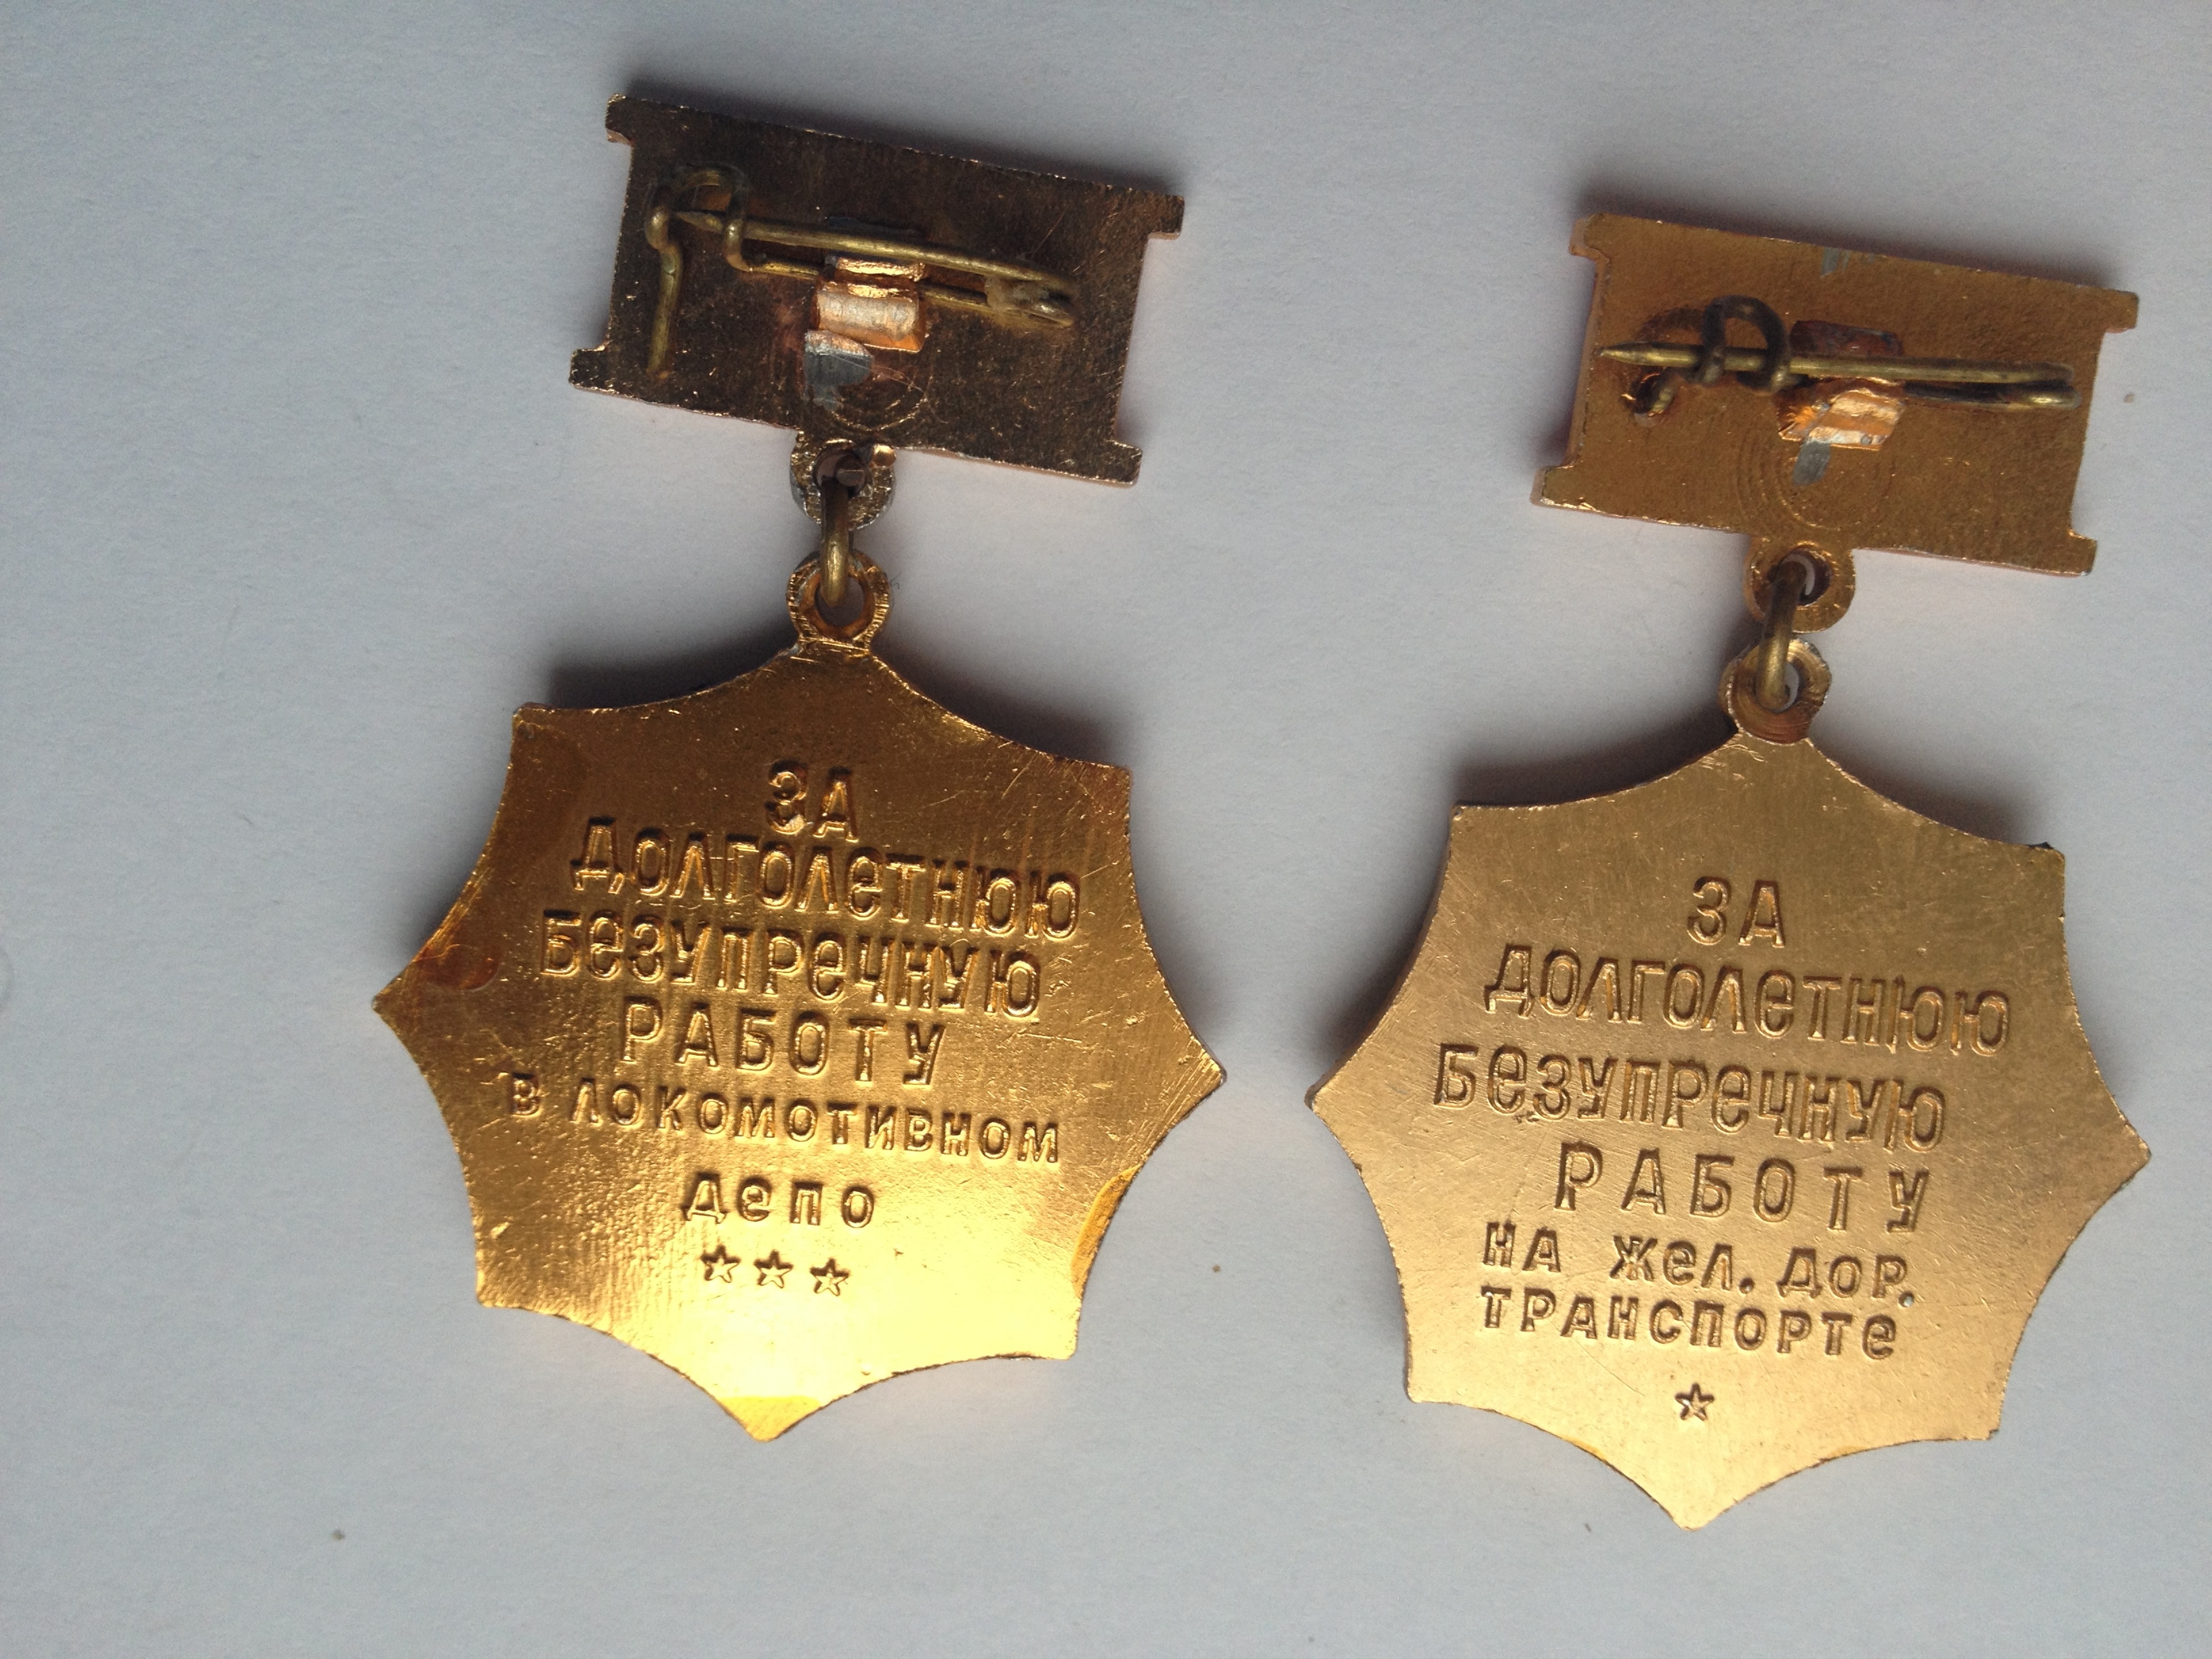 ЗА
ДОЛГОЛЕТНЮЮ
БЕЗУПРЕЧНУЮ
РАБОТУ
В ЛОКОМОТИВНОМ
ДЕПО
ЗА
ДОЛГОЛЕТНЮЮ
БЕЗУПРЕЧНУЮ
РАБОТУ
НА ЖЕЛ. ДОР.
ТРАНСПОРТЕ